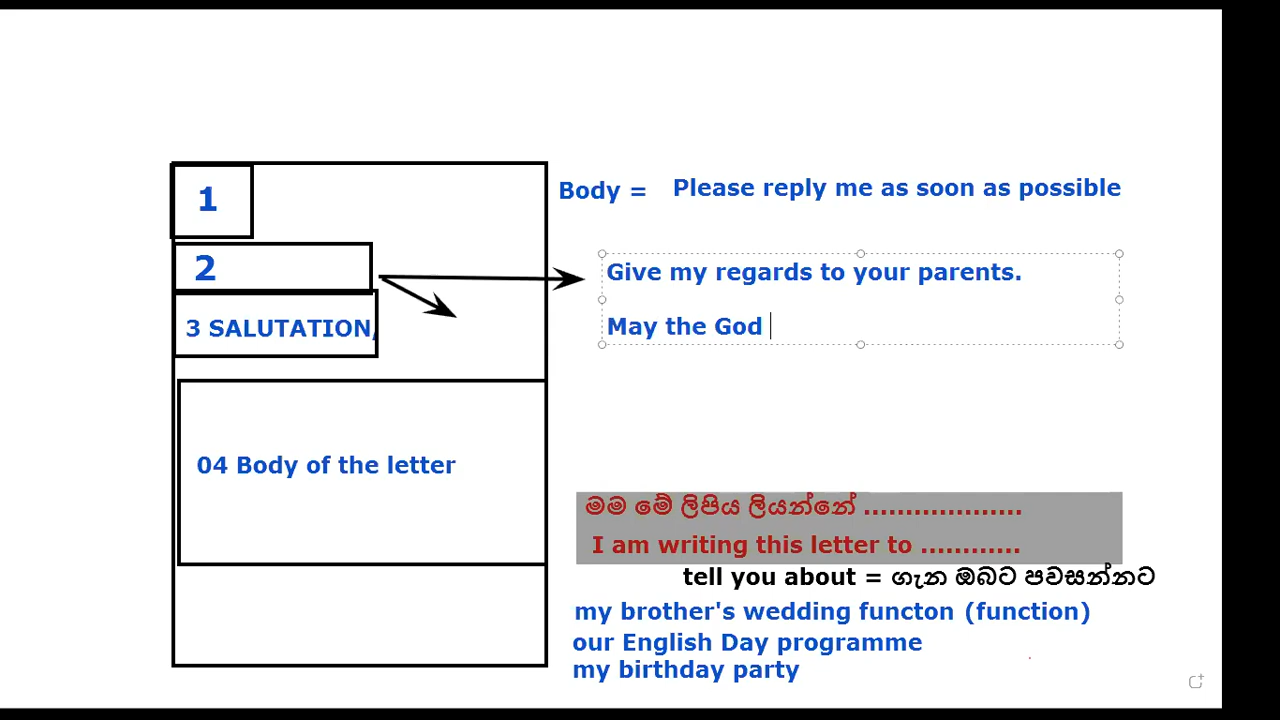 1
2
3 SALUTATION,
04 Body of the letter
Body = Please reply me as soon as possible
Give my regards to your parents.
May the God
මම මේ ලිපිය ලියන්නේ ...................
I am writing this letter to ............
tell you about = ගැන ඔබට පවසන්නට
my brother's wedding functon (function)
our English Day programme
my birthday party